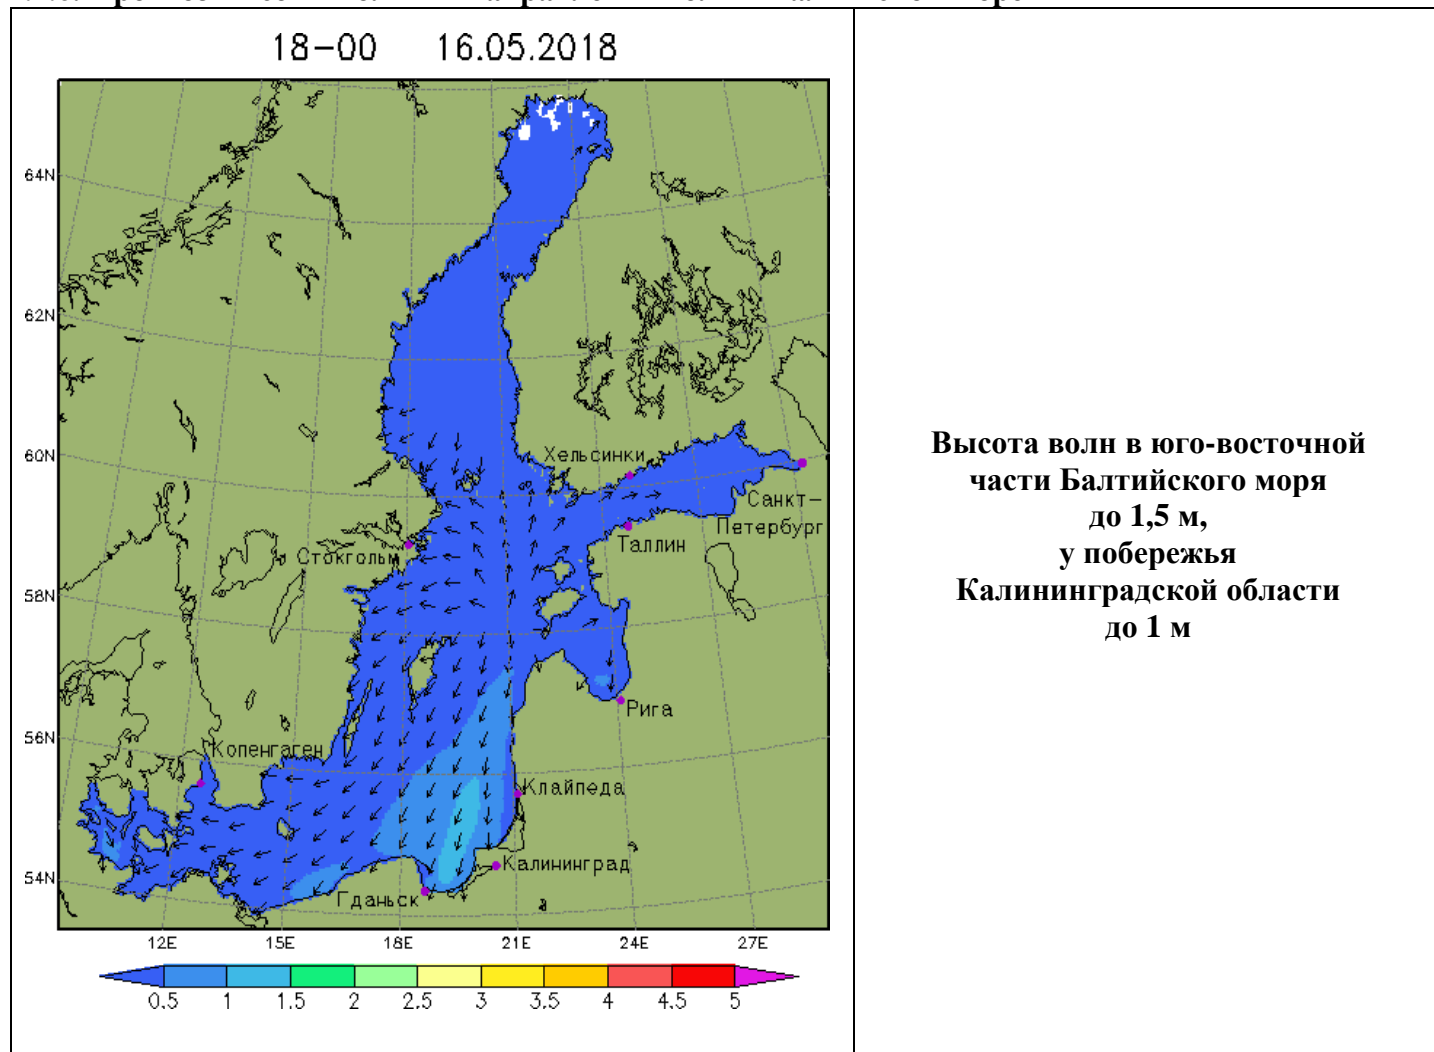 18-00 16.05.2018
64N
62N
60N
58N
56N
54N
Хельсинки
Санкт-
Петербург
Таллин
Стокгольм
Рига
Копенгаген
Клайпеда
Калининград
Гданьск
12E 15E 18E 21E 24E 27E
0.5 1 1.5 2 2.5 3 3.5 4 4.5 5
Высота волн в юго-восточной
части Балтийского моря
до 1,5 м,
у побережья
Калининградской области
до 1 м